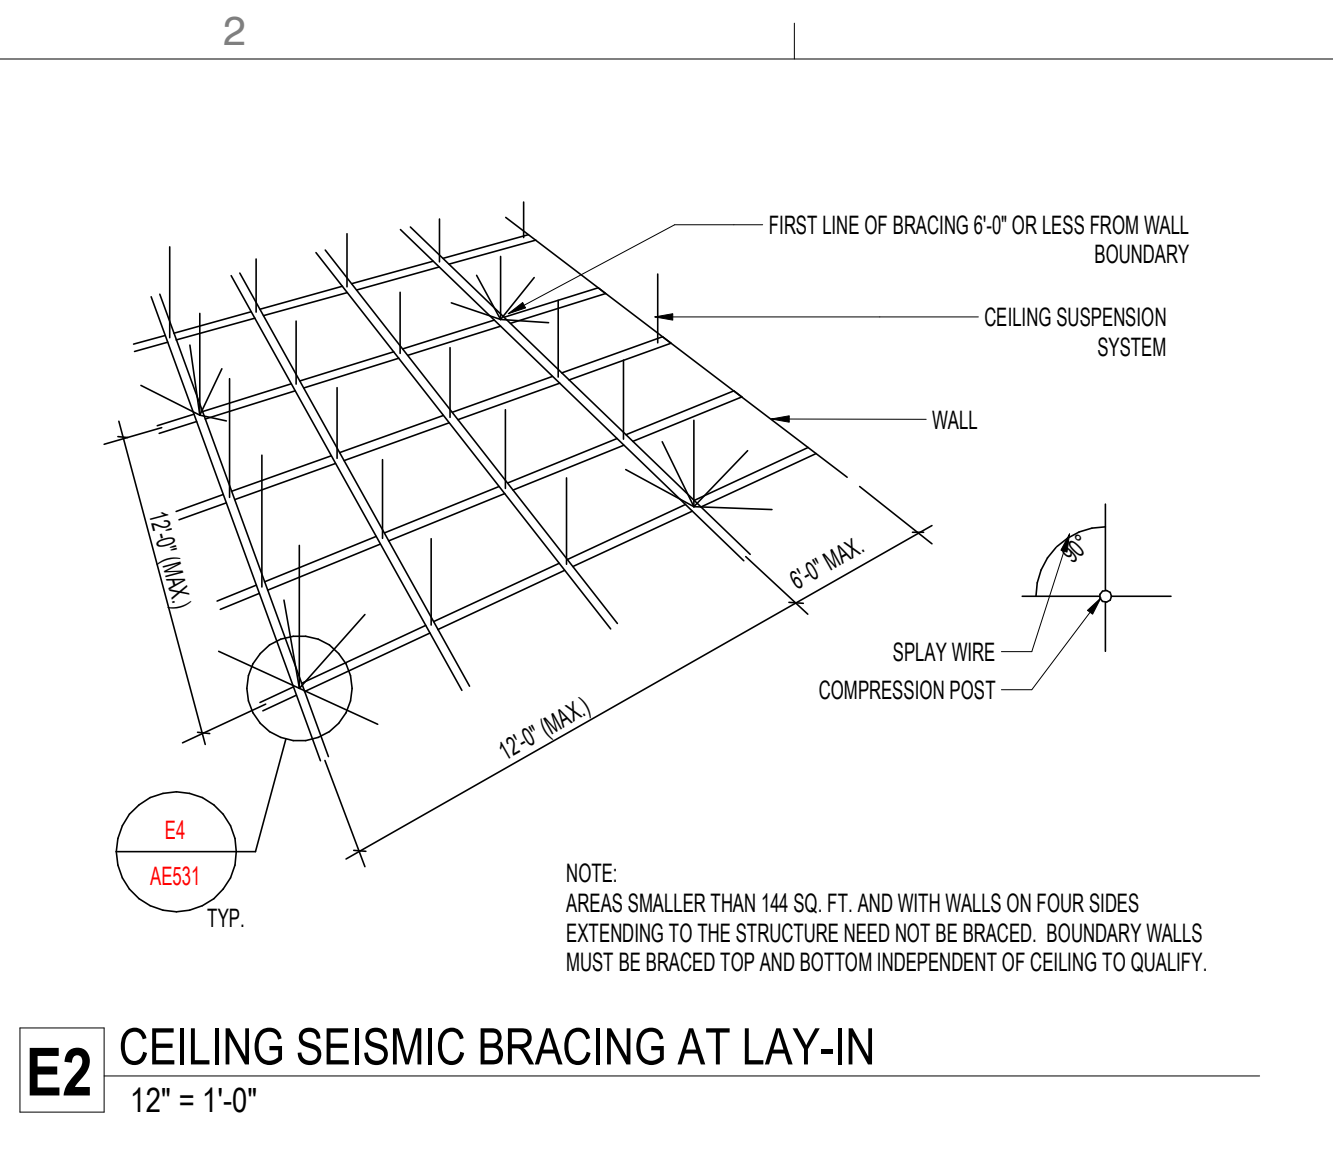 2
FIRST LINE OF BRACING 6'-0" OR LESS FROM WALL
BOUNDARY
CEILING SUSPENSION
SYSTEM
WALL
12'-0" (MAX.)
6'-0" MAX.
90°
SPLAY WIRE
COMPRESSION POST
12'-0" (MAX.)
E4
AE531
TYP.
NOTE:
AREAS SMALLER THAN 144 SQ. FT. AND WITH WALLS ON FOUR SIDES
EXTENDING TO THE STRUCTURE NEED NOT BE BRACED. BOUNDARY WALLS
MUST BE BRACED TOP AND BOTTOM INDEPENDENT OF CEILING TO QUALIFY.
E2
CEILING SEISMIC BRACING AT LAY-IN
12" = 1'-0"